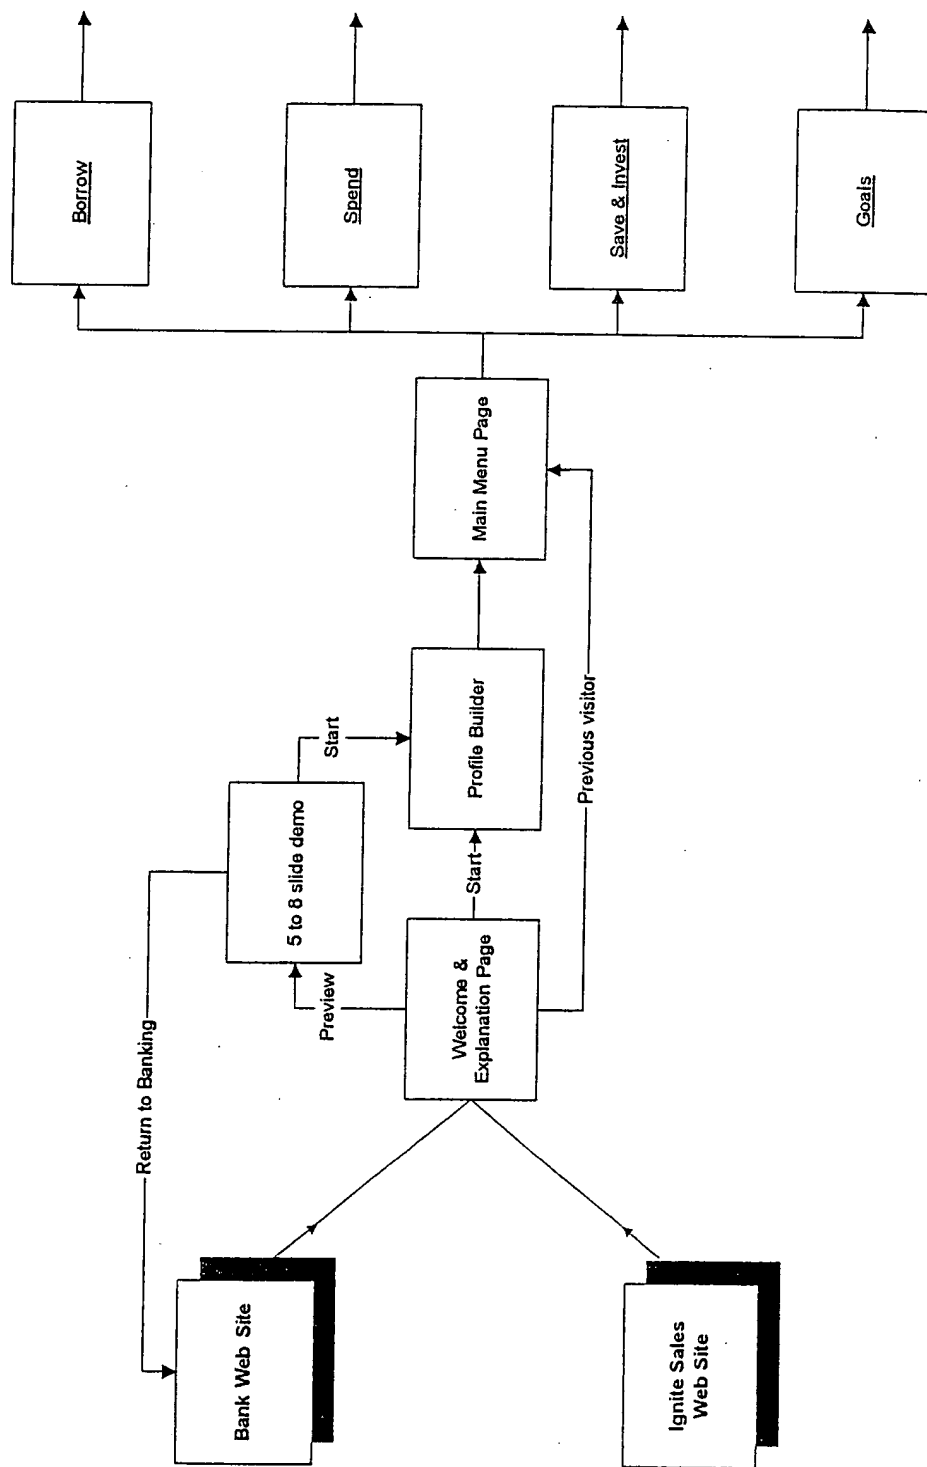 Bank Web Site
Ignite Sales
Web Site
Return to Banking
Welcome &
Explanation Page
Preview
5 to 8 slide demo
Start
Start
Profile Builder
Previous visitor
Main Menu Page
Borrow
Spend
Save & Invest
Goals